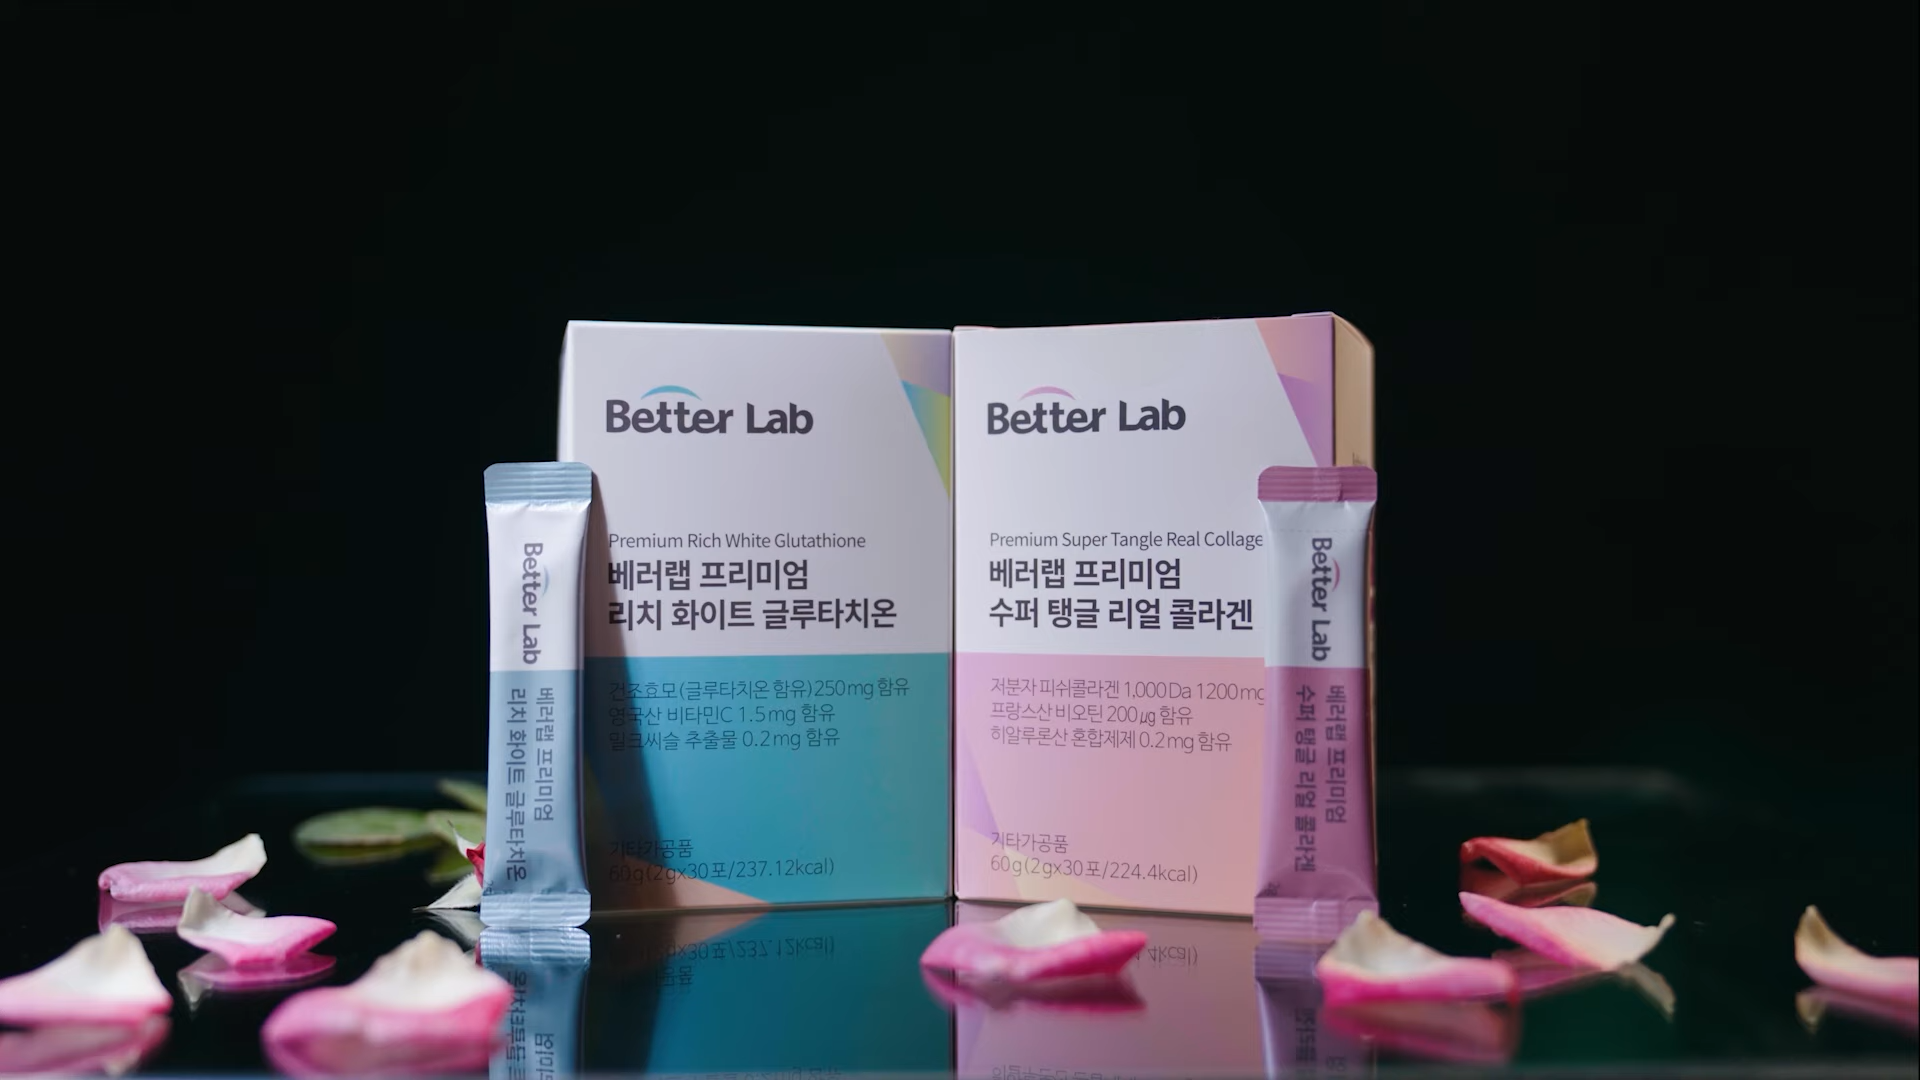 Better Lab
Premium Rich White Glutathione
베러랩 프리미엄
리치 화이트 글루타치온
건조효모(글루타치온 함유)250mg 함유
영국산 비타민C 1.5mg 함유
밀크씨슬 추출물 0.2mg 함유
기타가공품
60g(2gx30포/237.12kcal)
Better Lab
Premium Super Tangle Real Collage
베러랩 프리미엄
수퍼 탱글 리얼 콜라겐
저분자피쉬콜라겐 1,000Da 1200mg
프랑스산 비오틴 200㎍ 함유
히알루론산 혼합제제 0.2mg 함유
기타가공품
60g(2gx30포/224.4kcal)
Better Lab
베러랩 프리미엄
리치 화이트 글루타치온
Better Lab
베러랩 프리미엄
수퍼 탱글 리얼 콜라겐